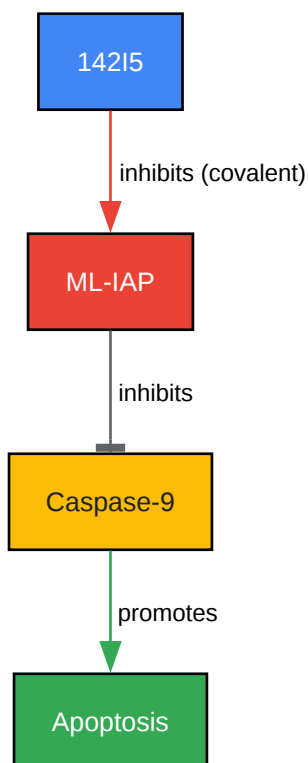 142I5
inhibits (covalent)
ML-IAP
inhibits
Caspase-9
promotes
Apoptosis